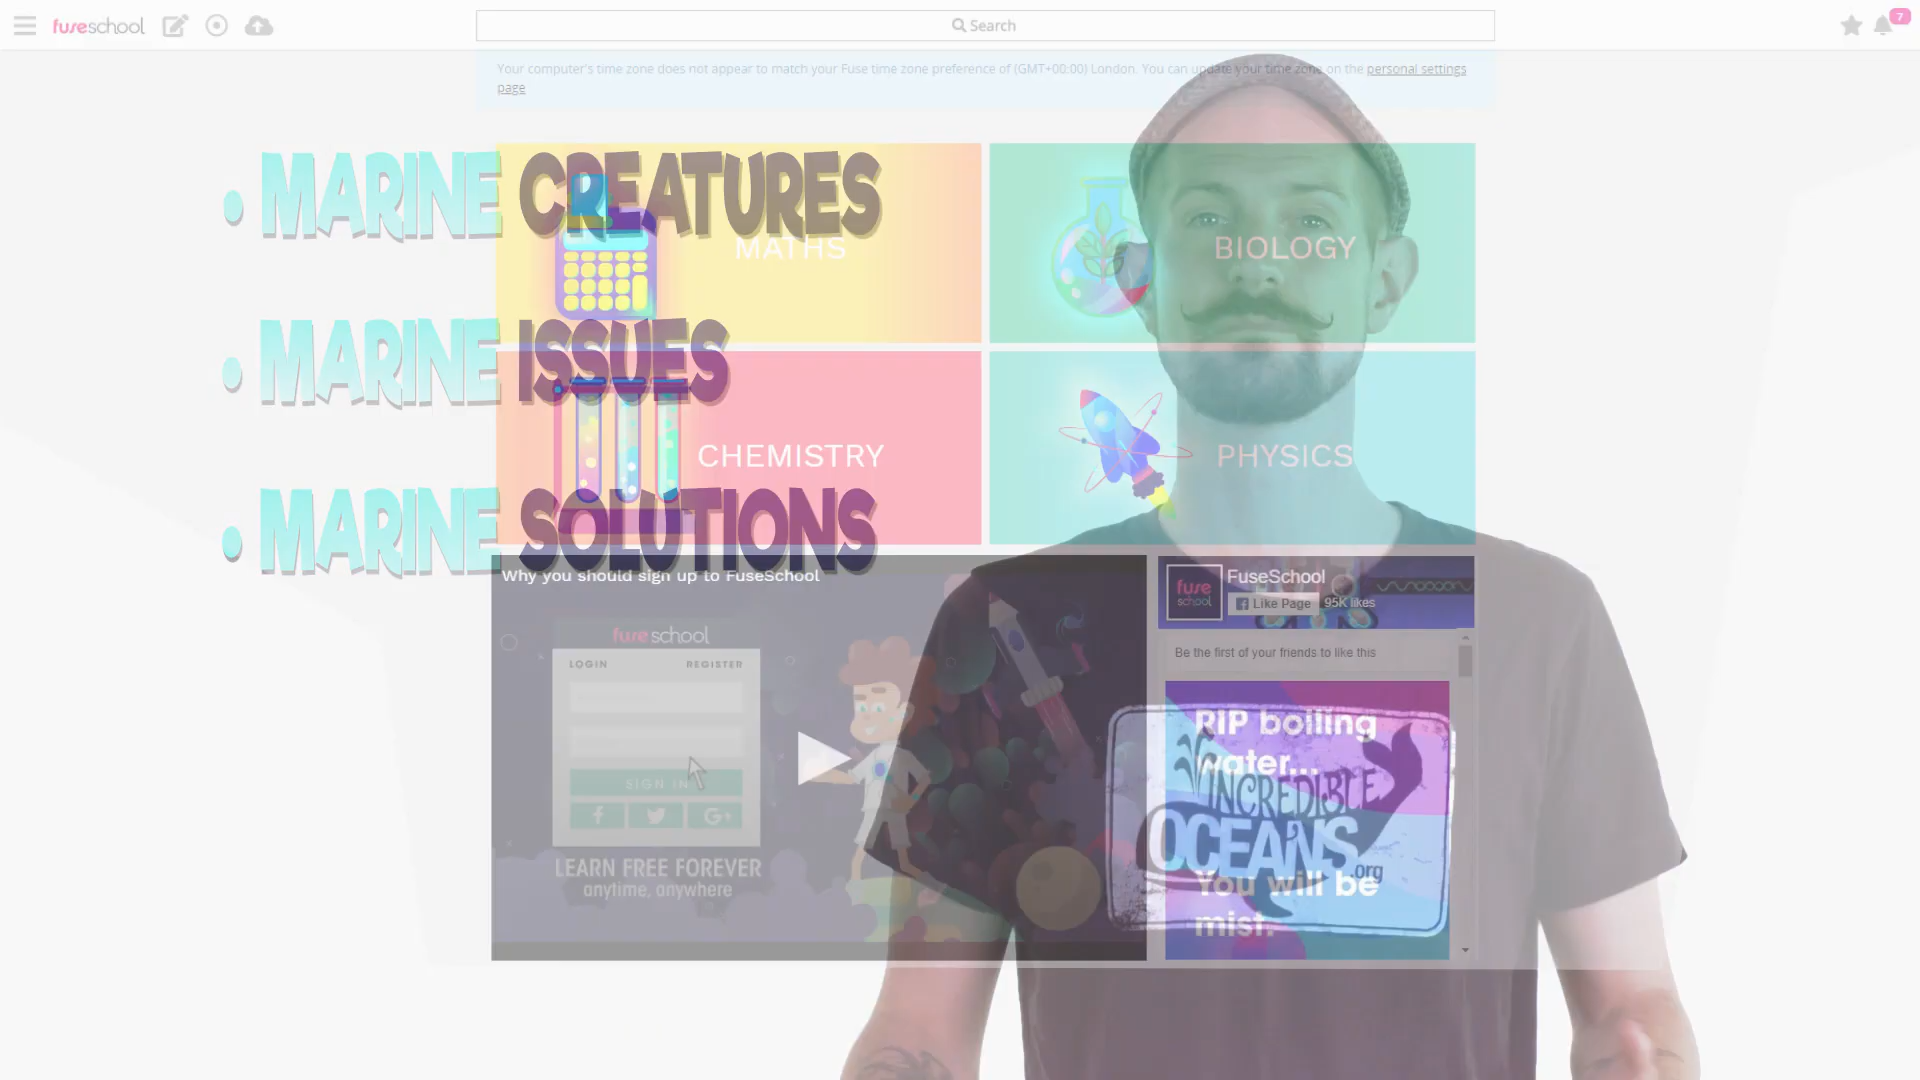 fuseschool
Search
7
Your computer's time zone does not appear to match your Fuse time zone preference of (GMT+00:00) London. You can update your time zone on the personal settings
page
• MARINE CREATURES
MATHS
BIOLOGY
• MARINE ISSUES
CHEMISTRY
PHYSICS
• MARINE SOLUTIONS
Why you should sign up to FuseSchool
fuse school
FuseSchool
Like Page
95K likes
fuseschool
LOGIN
REGISTER
Be the first of your friends to like this
SIGN IN
f
G+
LEARN FREE FOREVER
anytime, anywhere
RIP boiling
water...
INCREDIBLE
OCEANS
.org
You will be
mist.